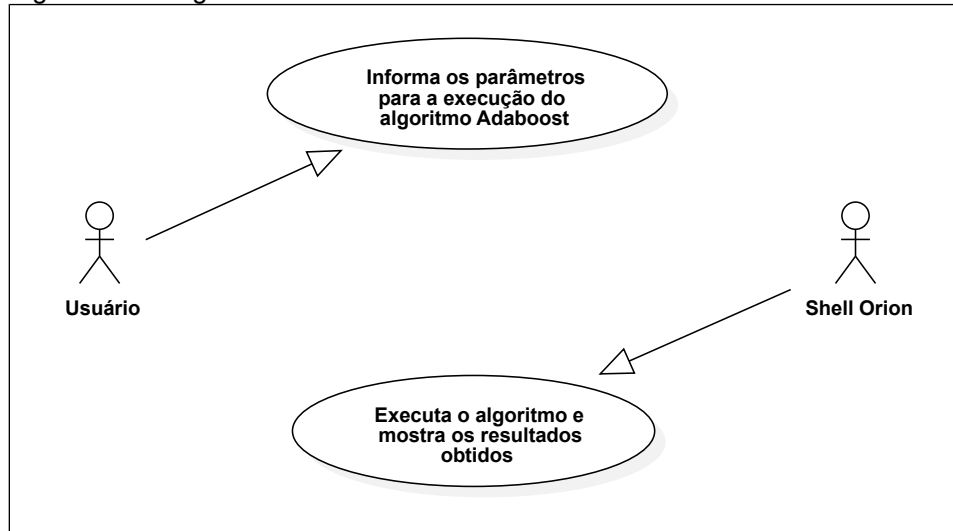 Informa os parâmetros
para a execução do
algoritmo Adaboost
Usuário
Shell Orion
Executa o algoritmo e
mostra os resultados
obtidos